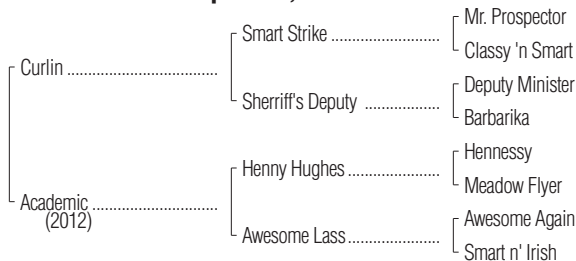 Mr. Prospector
Smart Strike
Classy 'n Smart
Curlin
Deputy Minister
Sherriff's Deputy
Barbarika
Hennessy
Henny Hughes
Meadow Flyer
Academic
(2012)
Awesome Again
Awesome Lass
Smart n' Irish